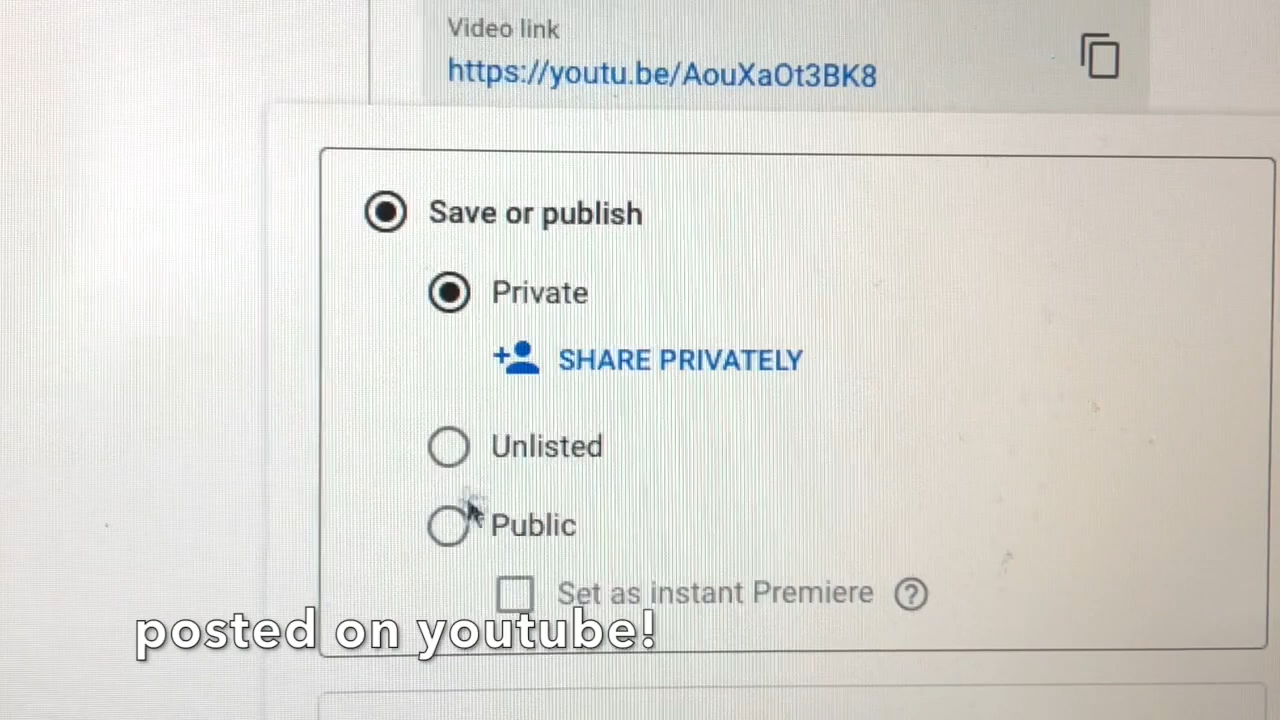 Video link
https://youtu.be/AouXaOt3BK8
Save or publish
Private
SHARE PRIVATELY
Unlisted
Public
Set as instant Premiere
posted on youtube!